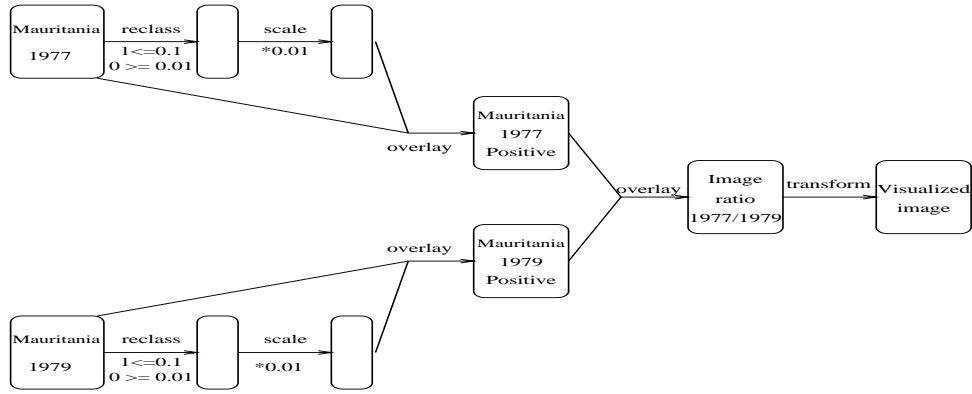 Mauritania
1977
reclass
1<=0.1
0 >= 0.01
scale
*0.01
overlay
Mauritania
1977
Positive
overlay
Image
ratio
1977/1979
transform
Visualized
image
overlay
Mauritania
1979
Positive
Mauritania
1979
reclass
1<=0.1
0 >= 0.01
scale
*0.01